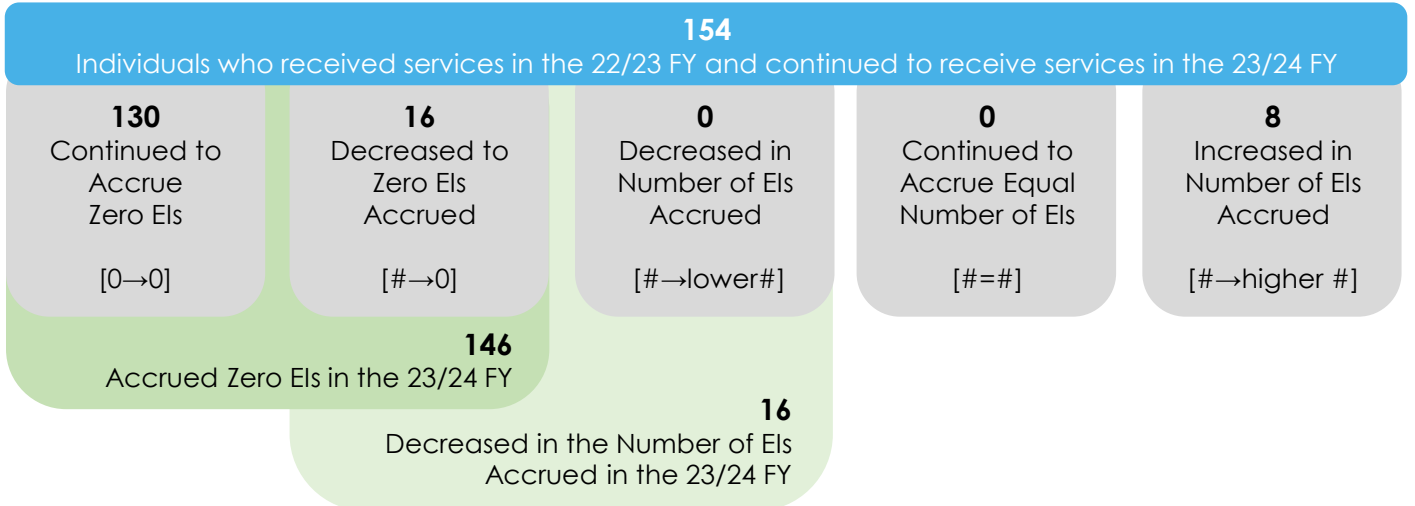 154
Individuals who received services in the 22/23 FY and continued to receive services in the 23/24 FY
130
Continued to
Accrue
Zero EIs
[0→0]
16
Decreased to
Zero EIs
Accrued
[#→0]
0
Decreased in
Number of EIs
Accrued
[#→lower#]
0
Continued to
Accrue Equal
Number of EIs
[#=#]
8
Increased in
Number of EIs
Accrued
[#→higher #]
146
Accrued Zero EIs in the 23/24 FY
16
Decreased in the Number of EIs
Accrued in the 23/24 FY